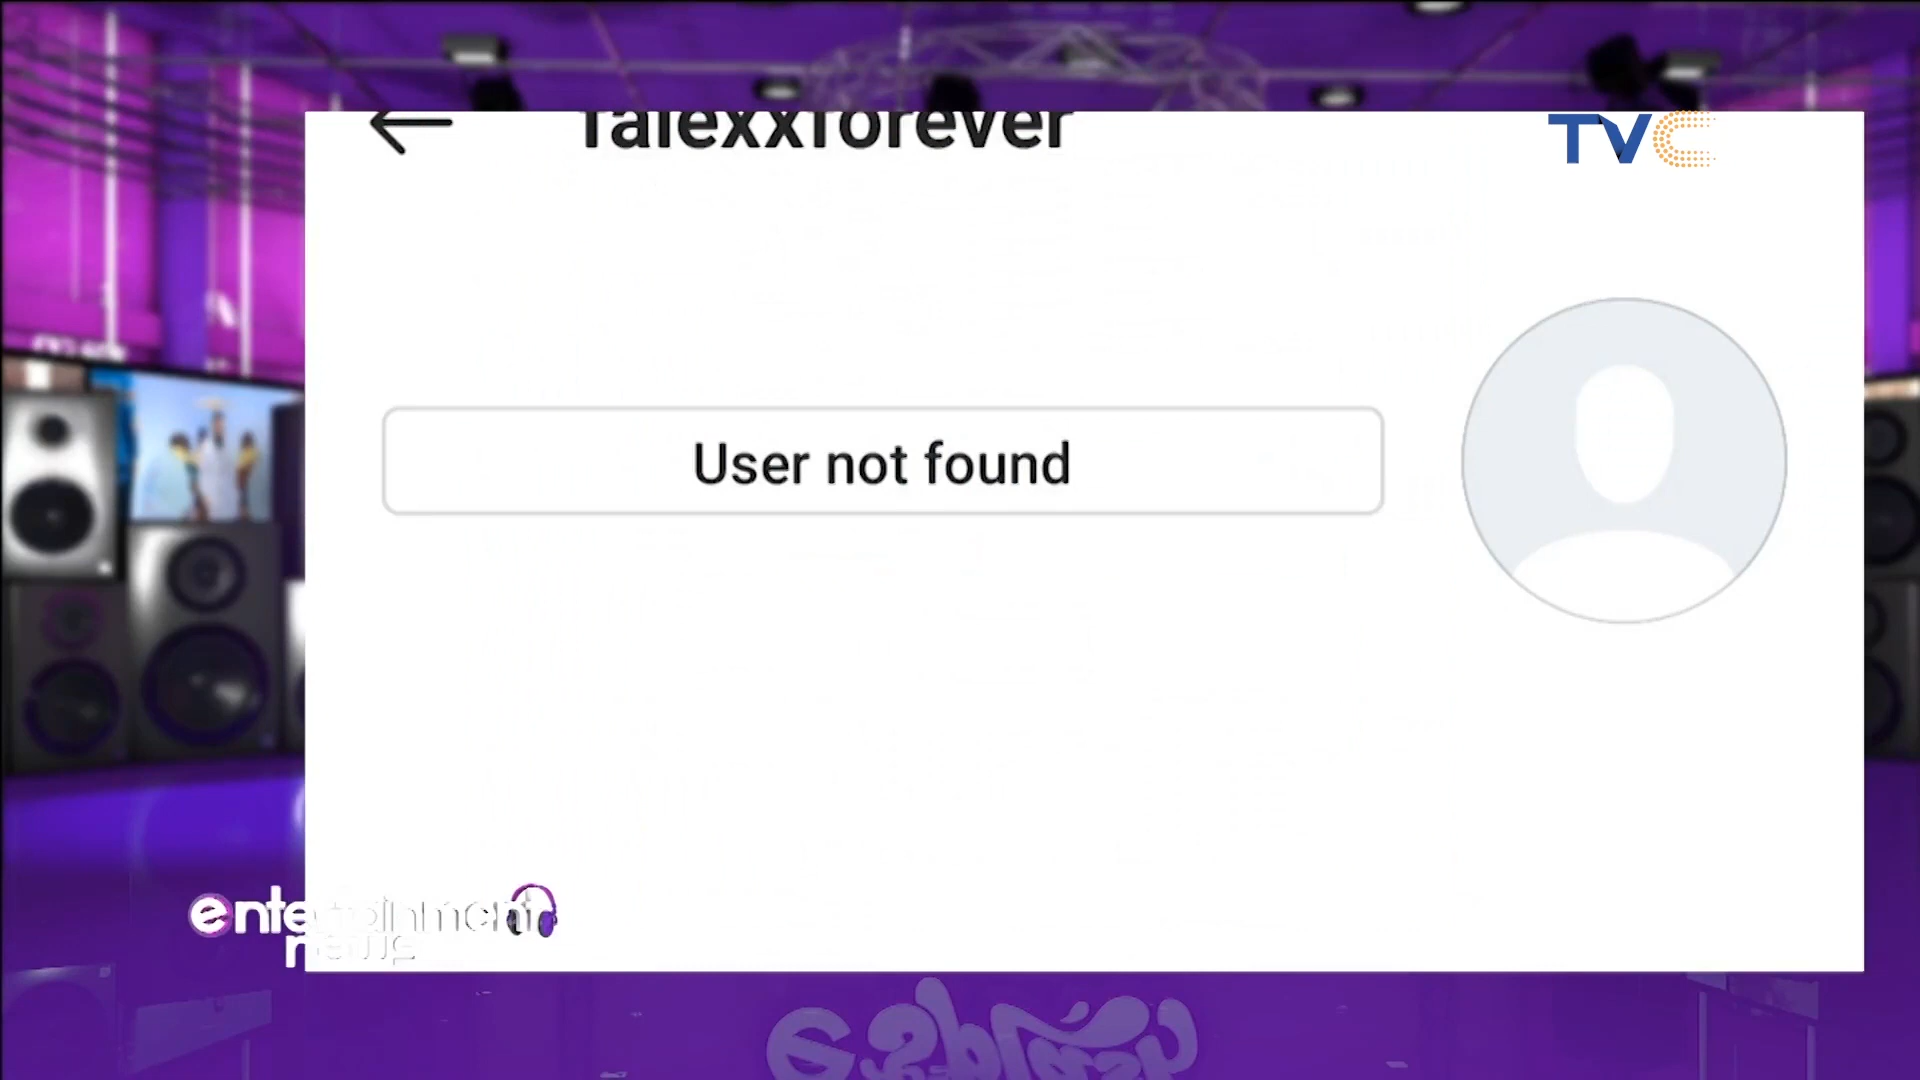 falexxforever
TVC
User not found
entertainment
news